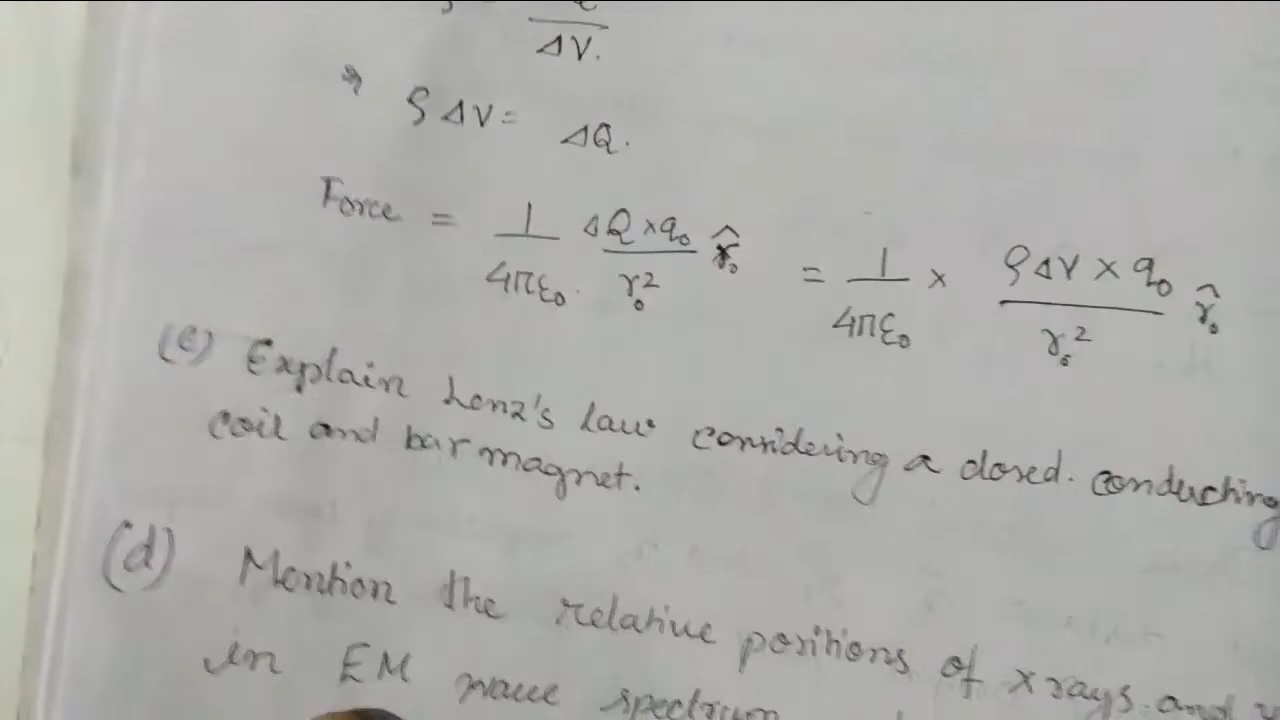 ΔV.
⇒ ρ ΔV = ΔQ.
Force = 1/4πε₀ ΔQ × q₀/r₀² r̂₀ = 1/4πε₀ × ρΔV × q₀/r₀² r̂₀
(c) Explain Lenz's law considering a closed. conducting
coil and bar magnet.
(d) Mention the relative positions of x rays and
in EM wave spectrum